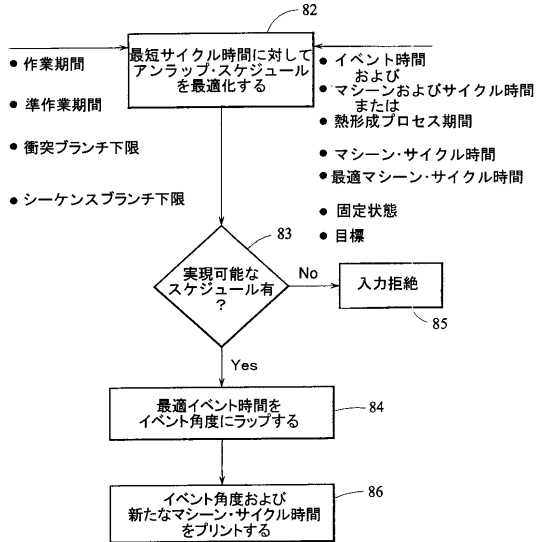 82
最短サイクル時間に対して
アンラップ・スケジュール
を最適化する
● 作業期間
● 準作業期間
● 衝突ブランチ下限
● シーケンスブランチ下限
● イベント時間
および
● マシーンおよびサイクル時間
または
● 熱形成プロセス期間
● マシーン・サイクル時間
● 最適マシーン・サイクル時間
● 固定状態
● 目標
83
実現可能な
スケジュール有
?
No
入力拒絶
85
Yes
最適イベント時間を
イベント角度にラップする
84
イベント角度および
新たなマシーン・サイクル時間
をプリントする
86